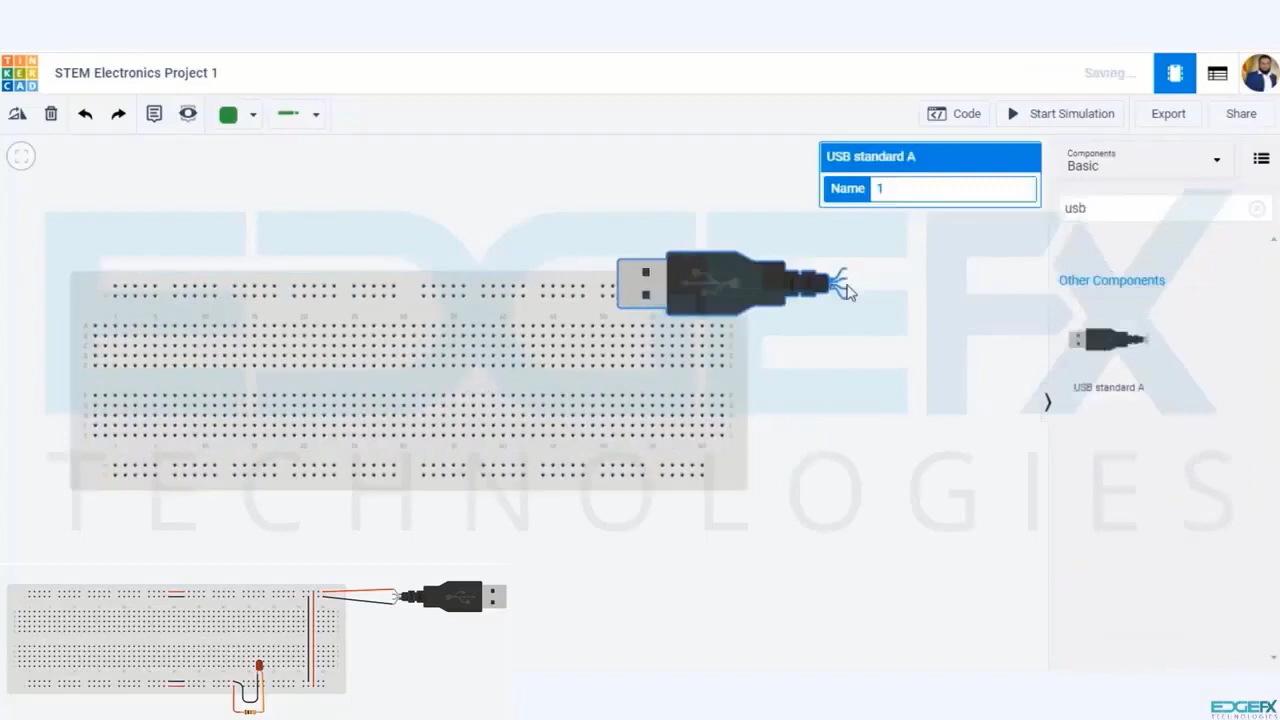 TIN
KER
CAD
STEM Electronics Project 1
Saving...
Code
Start Simulation
Export
Share
USB standard A
Name 1
Components
Basic
usb
Other Components
USB standard A
EDGEFX
TECHNOLOGIES
EDGEFX
TECHNOLOGIES